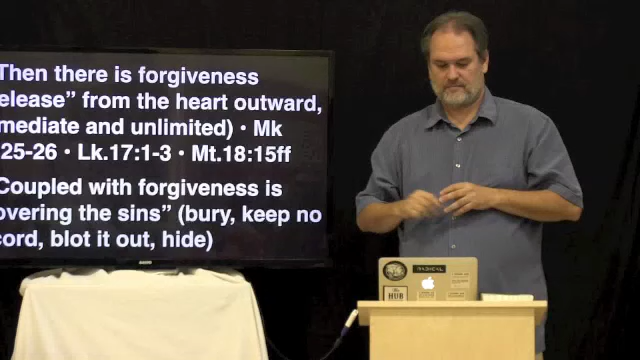 Then there is forgiveness
elease” from the heart outward,
mediate and unlimited) • Mk
25-26 • Lk.17:1-3 • Mt.18:15ff
Coupled with forgiveness is
overing the sins” (bury, keep no
cord, blot it out, hide)
RADICAL
HUB